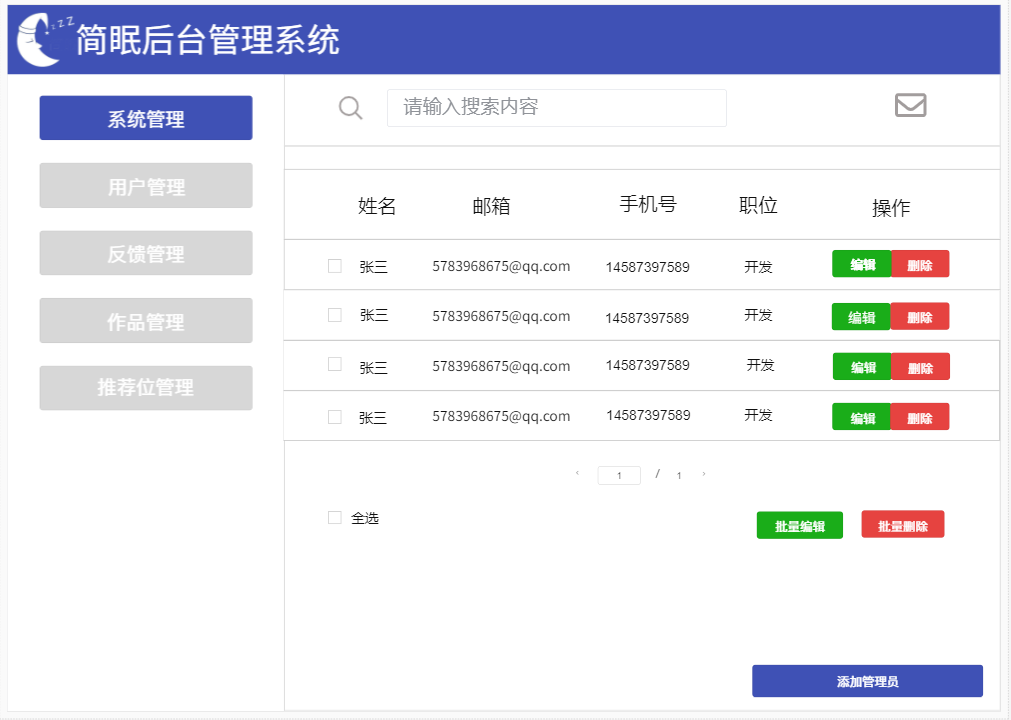 zzZ
简眠后台管理系统
系统管理
用户管理
反馈管理
作品管理
推荐位管理
请输入搜索内容
姓名 邮箱 手机号 职位 操作
张三 5783968675@qq.com 14587397589 开发 编辑 删除
张三 5783968675@qq.com 14587397589 开发 编辑 删除
张三 5783968675@qq.com 14587397589 开发 编辑 删除
张三 5783968675@qq.com 14587397589 开发 编辑 删除
‹ 1 / 1 ›
全选 批量编辑 批量删除
添加管理员